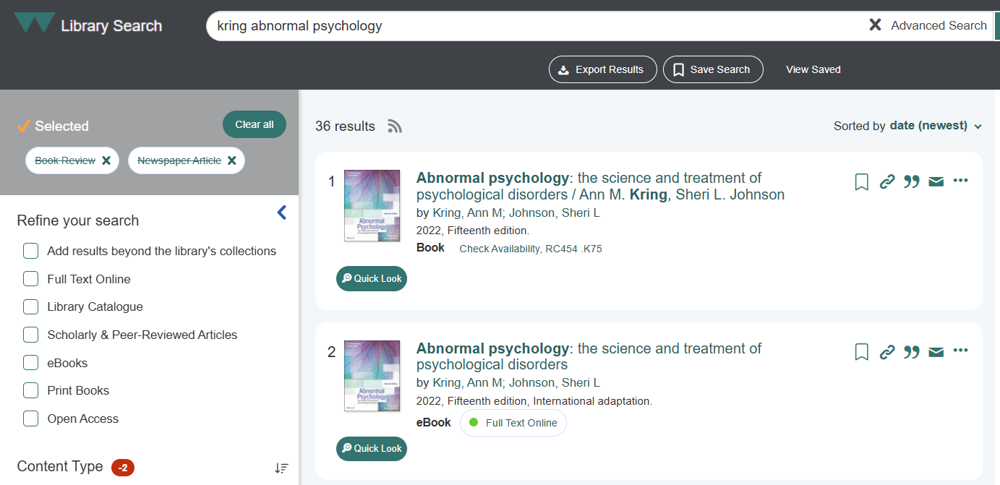 Library Search
kring abnormal psychology
Advanced Search
Export Results
Save Search
View Saved
Selected
Clear all
Book Review
Newspaper Article
Refine your search
Add results beyond the library's collections
Full Text Online
Library Catalogue
Scholarly & Peer-Reviewed Articles
eBooks
Print Books
Open Access
Content Type -2
36 results
Sorted by date (newest)
1
Abnormal
Psychology
Abnormal psychology: the science and treatment of
psychological disorders / Ann M. Kring, Sheri L. Johnson
by Kring, Ann M; Johnson, Sheri L
2022, Fifteenth edition.
Book Check Availability, RC454 .K75
Quick Look
2
Abnormal
Psychology
Abnormal psychology: the science and treatment of
psychological disorders
by Kring, Ann M; Johnson, Sheri L
2022, Fifteenth edition, International adaptation.
eBook Full Text Online
Quick Look